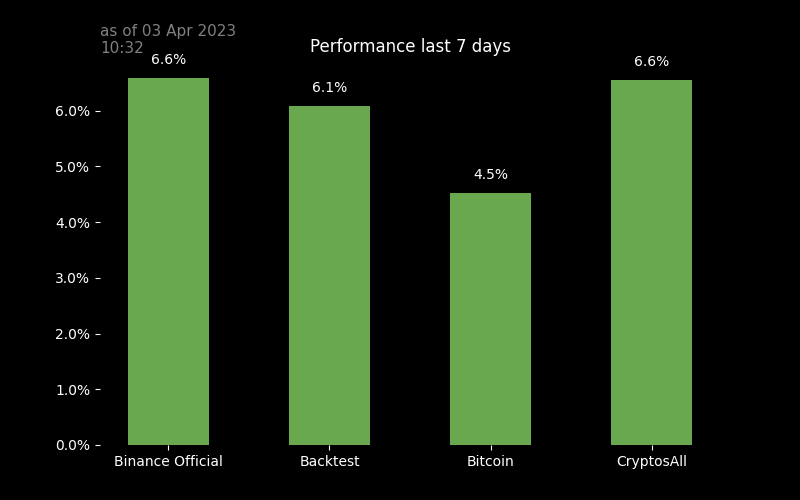 as of 03 Apr 2023
10:32
Performance last 7 days
6.6%
6.1%
4.5%
6.6%
6.0%
5.0%
4.0%
3.0%
2.0%
1.0%
0.0%
Binance Official
Backtest
Bitcoin
CryptosAll